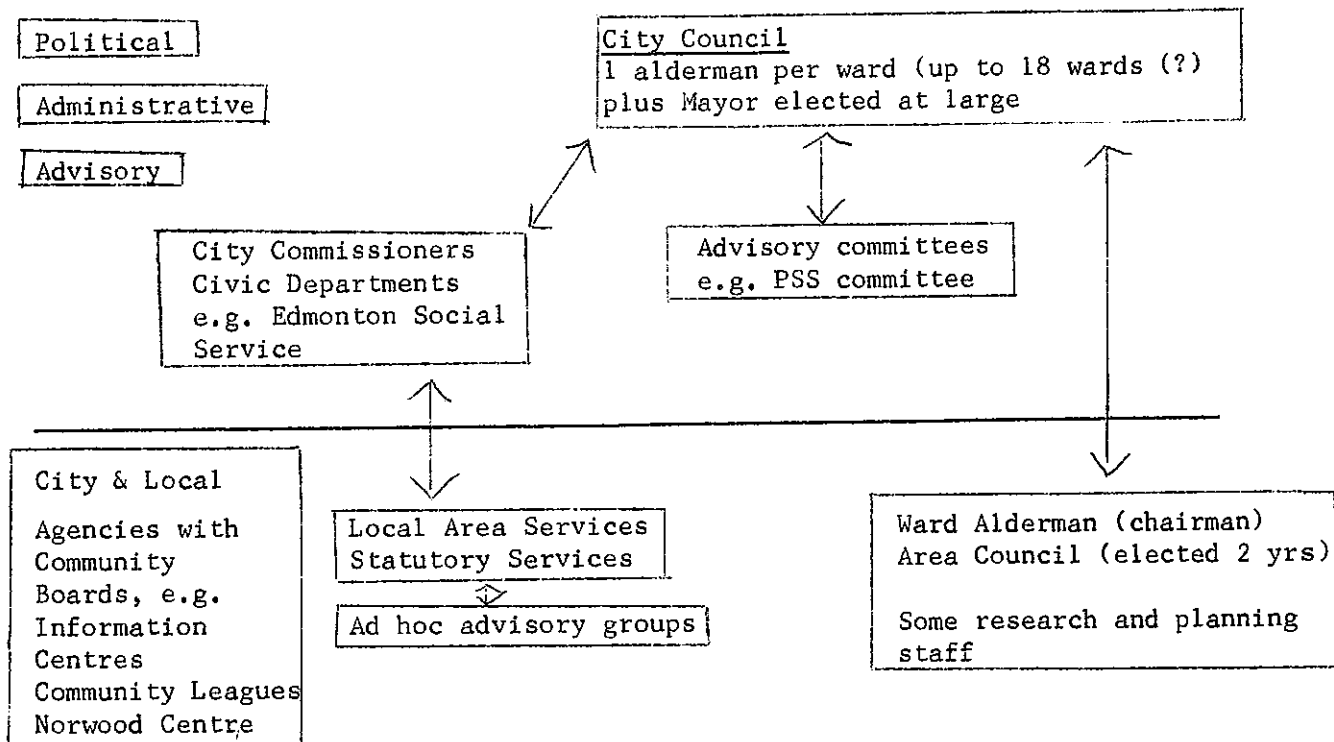 Political
Administrative
Advisory
City Council
1 alderman per ward (up to 18 wards (?)
plus Mayor elected at large
City Commissioners
Civic Departments
e.g. Edmonton Social
Service
Advisory committees
e.g. PSS committee
City & Local
Agencies with
Community
Boards, e.g.
Information
Centres
Community Leagues
Norwood Centre
Local Area Services
Statutory Services
Ad hoc advisory groups
Ward Alderman (chairman)
Area Council (elected 2 yrs)
Some research and planning
staff